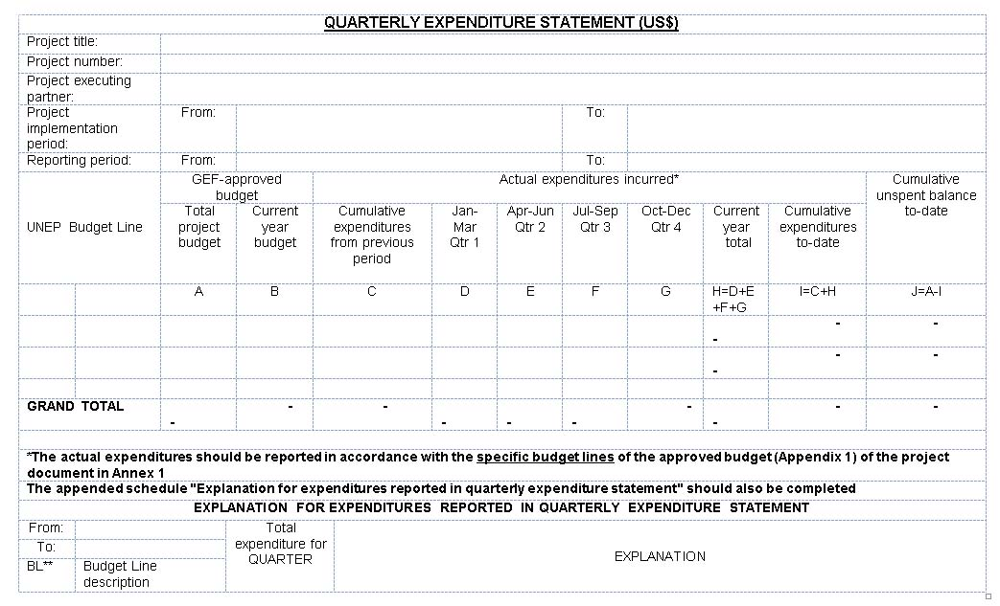 QUARTERLY EXPENDITURE STATEMENT (US$)
Project title:
Project number:
Project executing
partner:
Project
implementation
period:
From:
To:
Reporting period:
From:
To:
UNEP Budget Line
GEF-approved
budget
Actual expenditures incurred*
Cumulative
unspent balance
to-date
Total
project
budget
Current
year
budget
Cumulative
expenditures
from previous
period
Jan-
Mar
Qtr 1
Apr-Jun
Qtr 2
Jul-Sep
Qtr 3
Oct-Dec
Qtr 4
Current
year
total
Cumulative
expenditures
to-date
A
B
C
D
E
F
G
H=D+E
+F+G
I=C+H
J=A-I
-
-
-
-
-
-
GRAND TOTAL
-
-
-
-
-
-
-
-
-
-
*The actual expenditures should be reported in accordance with the specific budget lines of the approved budget (Appendix 1) of the project
document in Annex 1
The appended schedule "Explanation for expenditures reported in quarterly expenditure statement" should also be completed
EXPLANATION FOR EXPENDITURES REPORTED IN QUARTERLY EXPENDITURE STATEMENT
From:
To:
BL**
Budget Line
description
Total
expenditure for
QUARTER
EXPLANATION